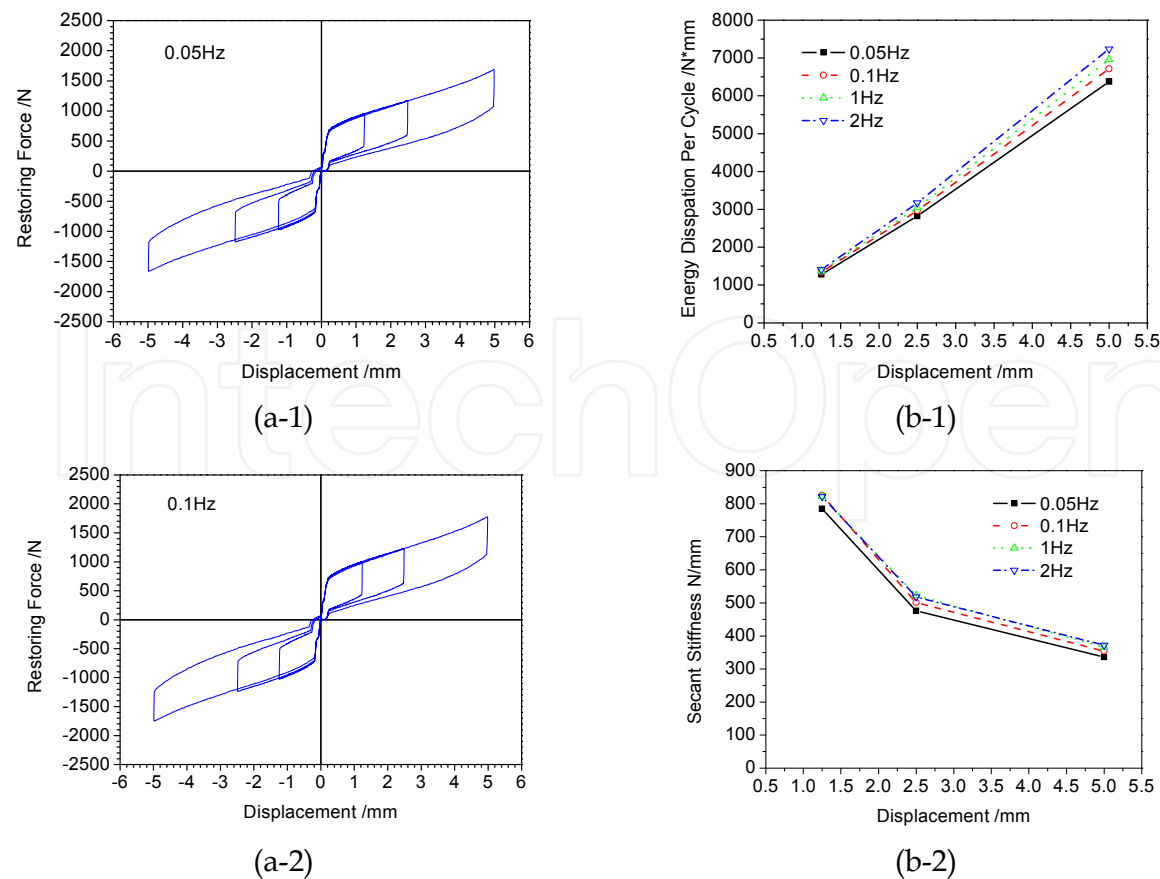 2500
2000
1500
1000
500
0
-500
-1000
-1500
-2000
-2500
Restoring Force /N
0.05Hz
-6 -5 -4 -3 -2 -1 0 1 2 3 4 5 6
Displacement /mm
(a-1)
8000
7000
6000
5000
4000
3000
2000
1000
0
Energy Disspation Per Cycle /N*mm
0.05Hz
0.1Hz
1Hz
2Hz
0.5 1.0 1.5 2.0 2.5 3.0 3.5 4.0 4.5 5.0 5.5
Displacement /mm
(b-1)
IntechOpen
2500
2000
1500
1000
500
0
-500
-1000
-1500
-2000
-2500
Restoring Force /N
0.1Hz
-6 -5 -4 -3 -2 -1 0 1 2 3 4 5 6
Displacement /mm
(a-2)
900
800
700
600
500
400
300
200
100
0
Secant Stiffness N/mm
0.05Hz
0.1Hz
1Hz
2Hz
0.5 1.0 1.5 2.0 2.5 3.0 3.5 4.0 4.5 5.0 5.5
Displacement /mm
(b-2)